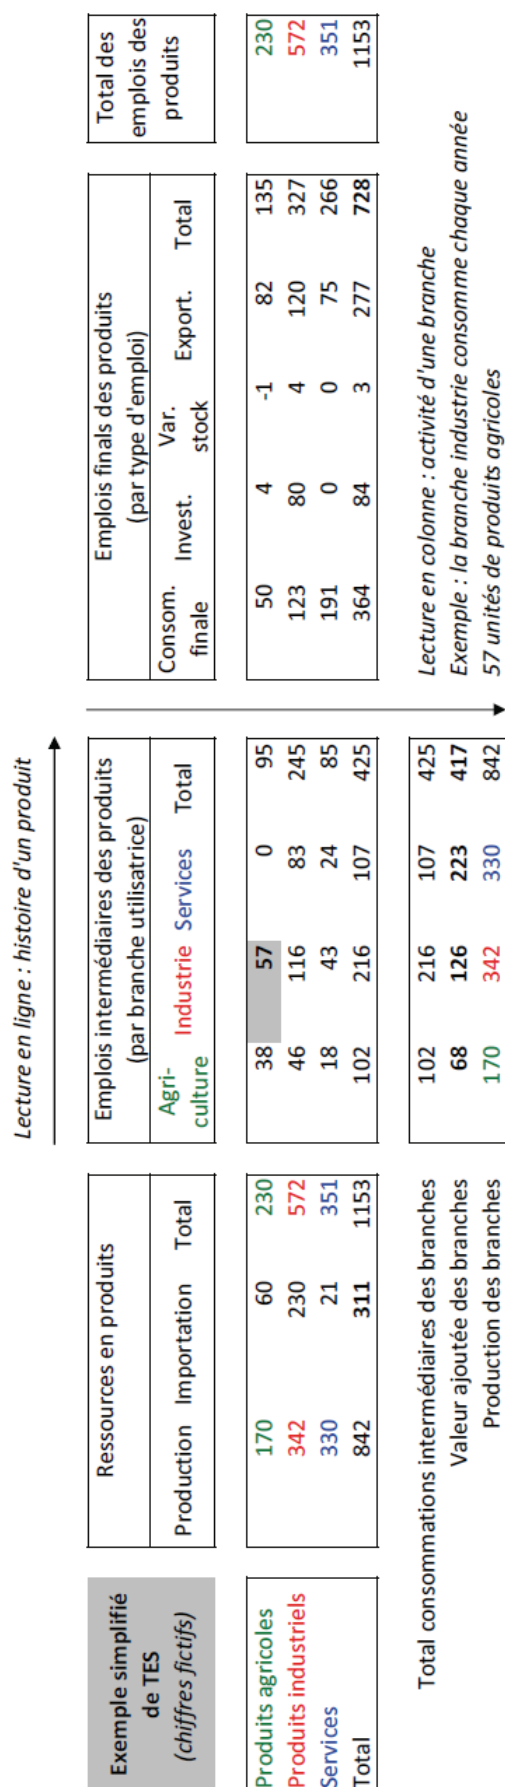 Lecture en ligne : histoire d'un produit
Exemple simplifié
de TES
(chiffres fictifs)
Ressources en produits
Production Importation Total
Emplois intermédiaires des produits
(par branche utilisatrice)
Agri-
culture Industrie Services Total
Emplois finals des produits
(par type d'emploi)
Consom.
finale Invest. Var.
stock Export. Total
Total des
emplois des
produits
Produits agricoles 170 60 230 38 57 0 95 50 4 -1 82 135 230
Produits industriels 342 230 572 46 116 83 245 123 80 4 120 327 572
Services 330 21 351 18 43 24 85 191 0 0 75 266 351
Total 842 311 1153 102 216 107 425 364 84 3 277 728 1153
Total consommations intermédiaires des branches 102 216 107 425
Valeur ajoutée des branches 68 126 223 417
Production des branches 170 342 330 842
Lecture en colonne : activité d'une branche
Exemple : la branche industrie consomme chaque année
57 unités de produits agricoles